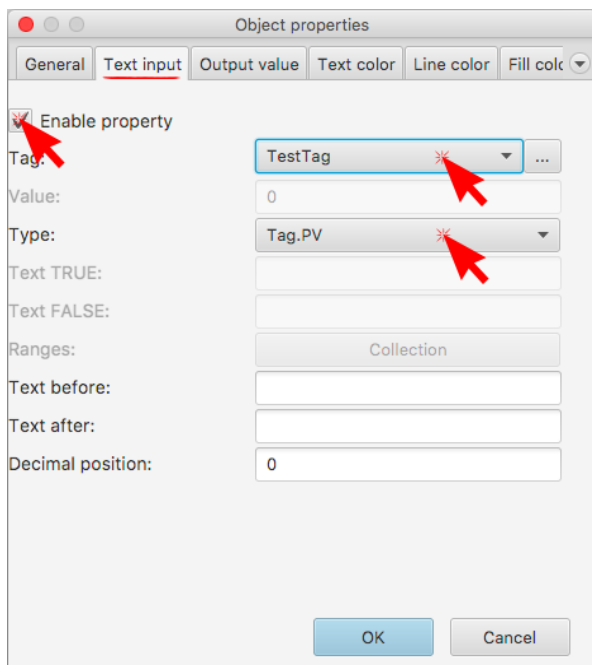 Object properties
General Text input Output value Text color Line color Fill colo
Enable property
Tag: TestTag ...
Value: 0
Type: Tag.PV
Text TRUE:
Text FALSE:
Ranges: Collection
Text before:
Text after:
Decimal position: 0
OK Cancel